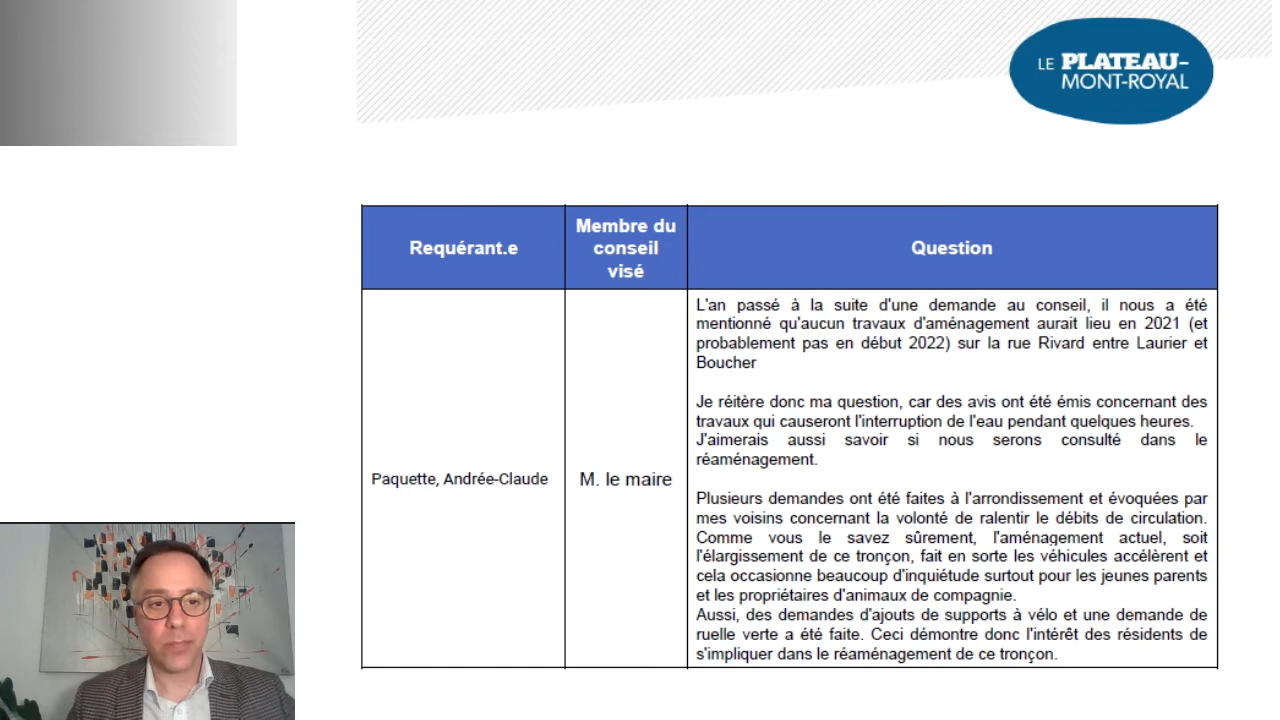 LE PLATEAU-
MONT-ROYAL
Requérant.e
Membre du
conseil
visé
Question
L'an passé à la suite d'une demande au conseil, il nous a été
mentionné qu'aucun travaux d'aménagement aurait lieu en 2021 (et
probablement pas en début 2022) sur la rue Rivard entre Laurier et
Boucher
Je réitère donc ma question, car des avis ont été émis concernant des
travaux qui causeront l'interruption de l'eau pendant quelques heures.
J'aimerais aussi savoir si nous serons consulté dans le
réaménagement.
Paquette, Andrée-Claude
M. le maire
Plusieurs demandes ont été faites à l'arrondissement et évoquées par
mes voisins concernant la volonté de ralentir le débits de circulation.
Comme vous le savez sûrement, l'aménagement actuel, soit
l'élargissement de ce tronçon, fait en sorte les véhicules accélèrent et
cela occasionne beaucoup d'inquiétude surtout pour les jeunes parents
et les propriétaires d'animaux de compagnie.
Aussi, des demandes d'ajouts de supports à vélo et une demande de
ruelle verte a été faite. Ceci démontre donc l'intérêt des résidents de
s'impliquer dans le réaménagement de ce tronçon.